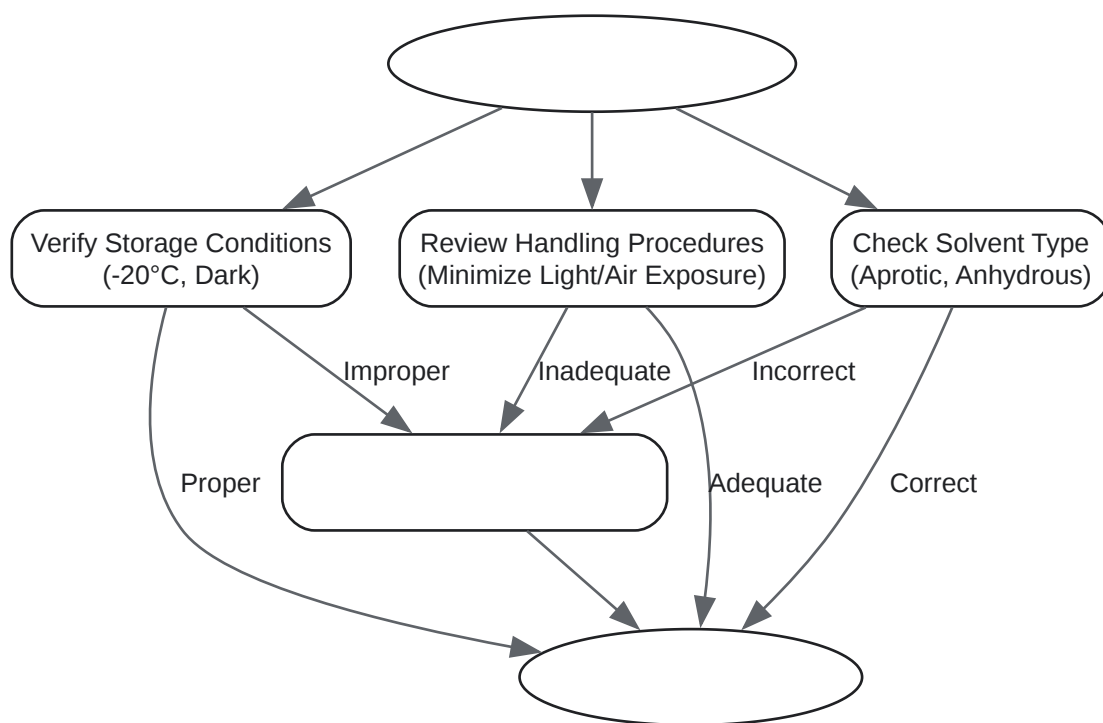 Verify Storage Conditions
(-20°C, Dark)
Review Handling Procedures
(Minimize Light/Air Exposure)
Check Solvent Type
(Aprotic, Anhydrous)
Improper
Inadequate
Incorrect
Proper
Adequate
Correct